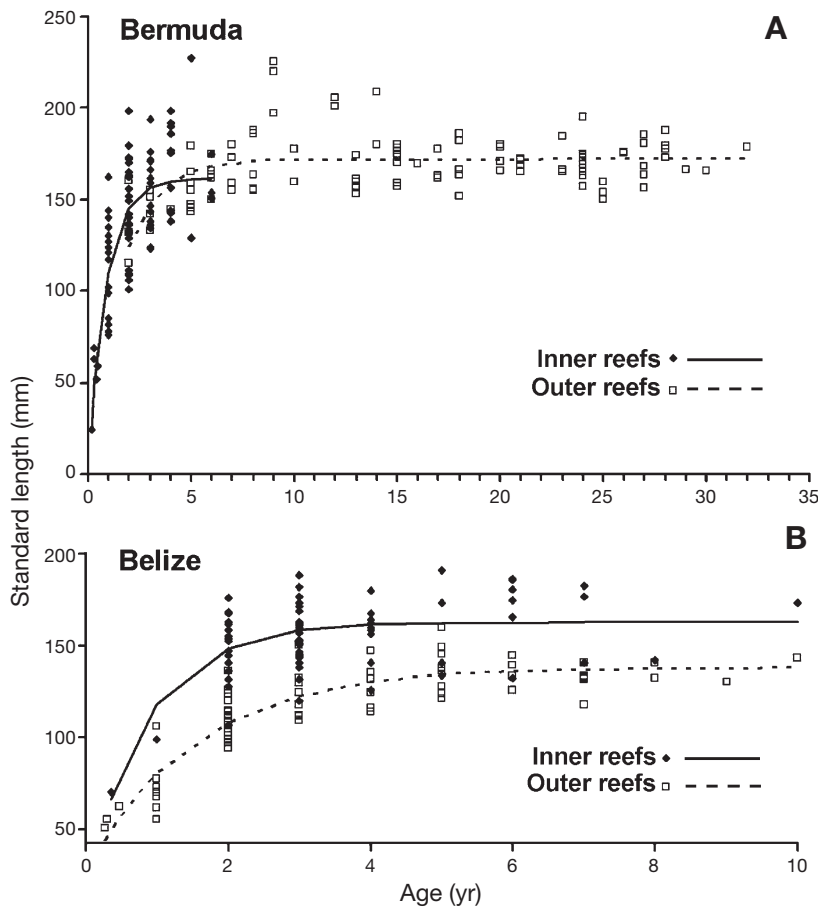 Bermuda
A
250
200
150
100
50
0
Inner reefs
Outer reefs
0 5 10 15 20 25 30 35
Standard length (mm)
Belize
B
200
150
100
50
Inner reefs
Outer reefs
0 2 4 6 8 10
Age (yr)